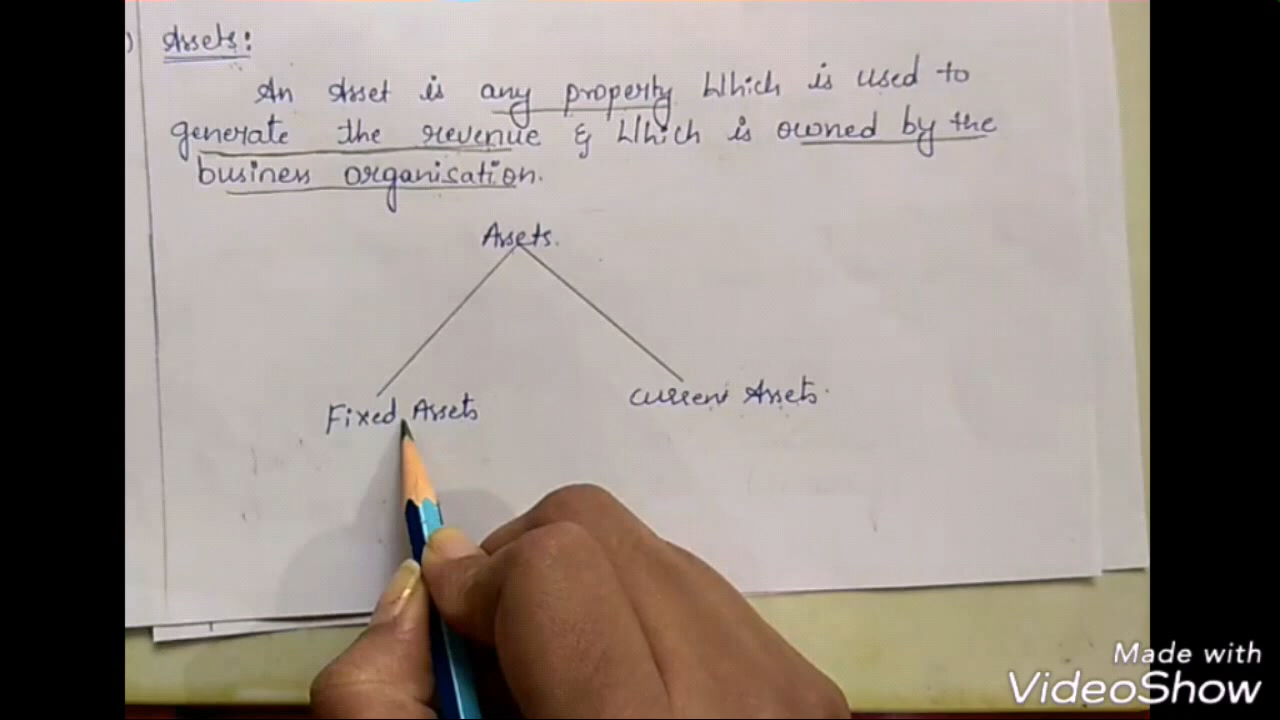 ) Assets:
An Asset is any property which is used to
generate the revenue & which is owned by the
business organisation.
Assets.
Fixed Assets
Current Assets.
Made with
VideoShow